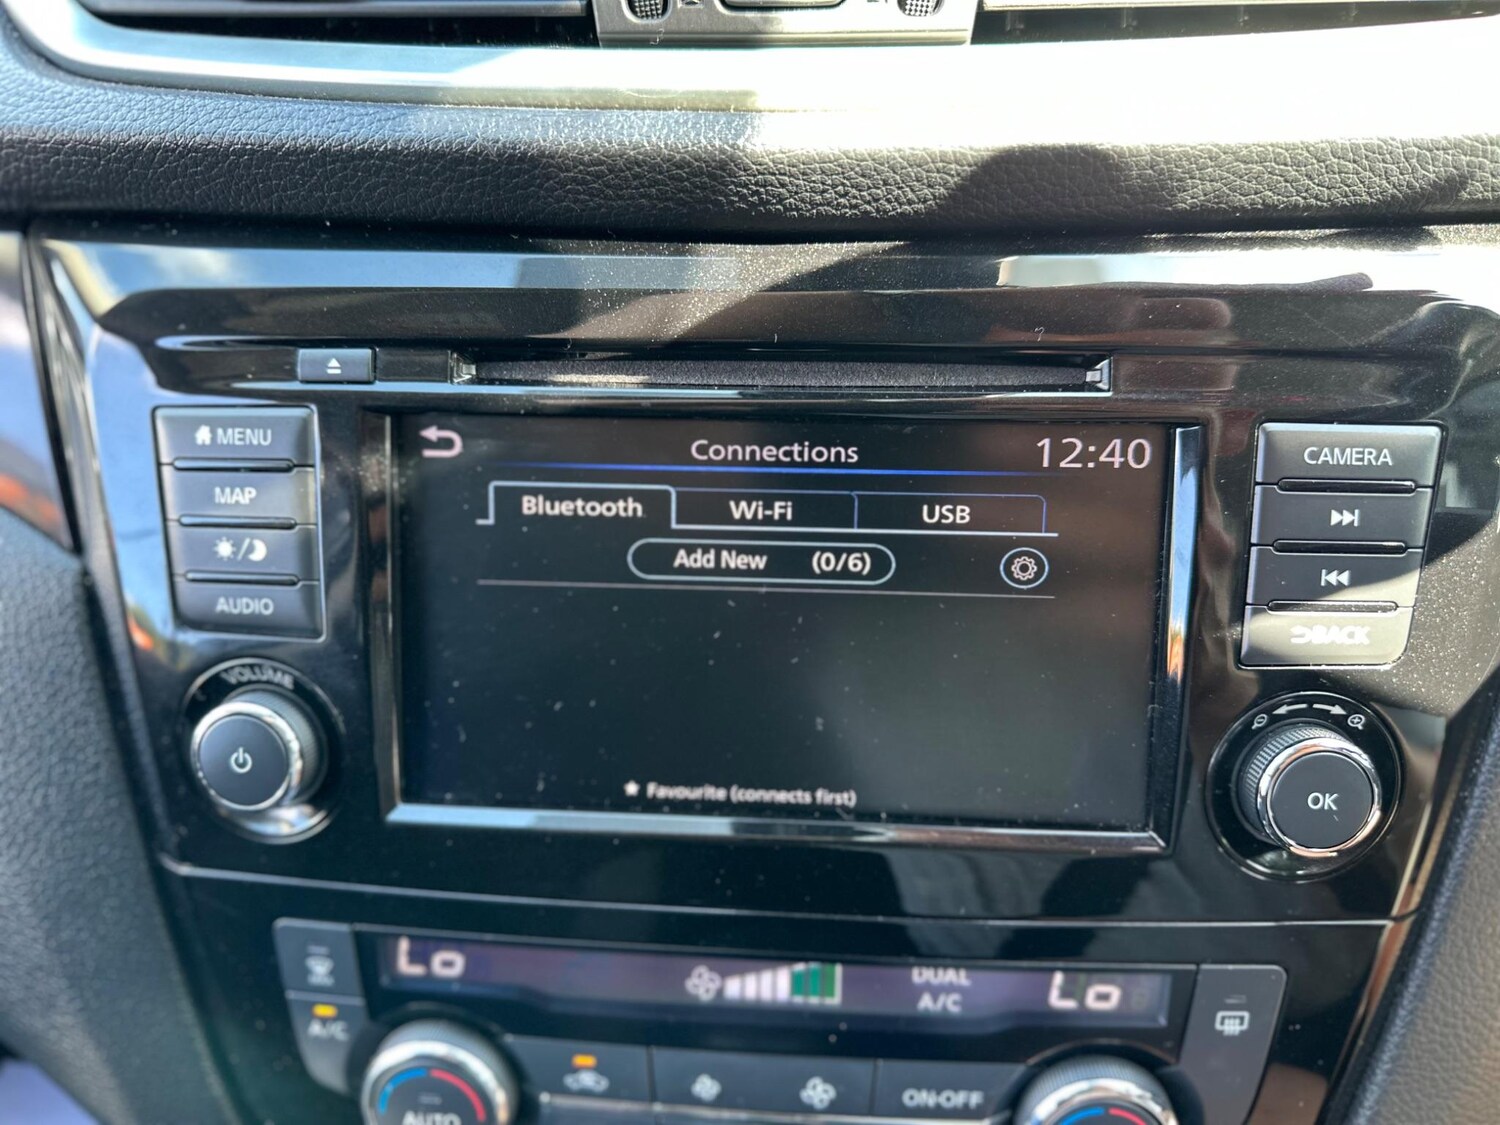 Connections 12:40
Bluetooth Wi-Fi USB
Add New (0/6)
Favourite (connects first)
MENU
MAP
AUDIO
VOLUME
CAMERA
BACK
OK
Lo DUAL Lo
A/C
A/C
AUTO
ON·OFF